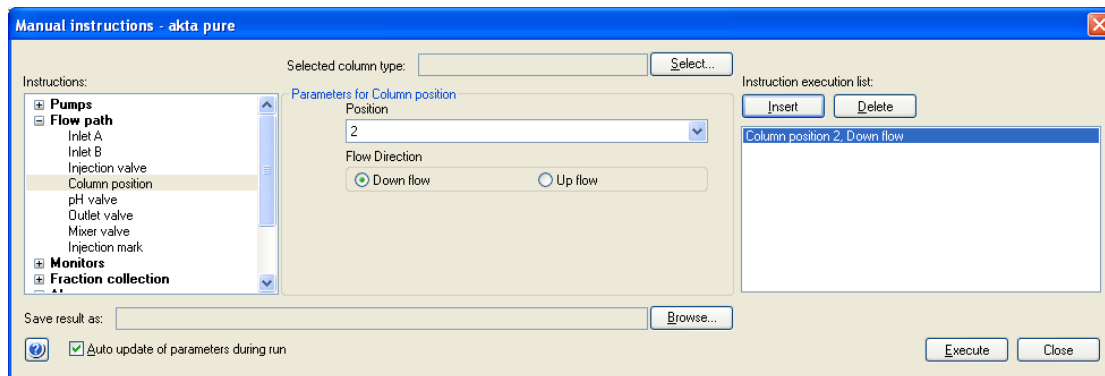 Manual instructions - akta pure
Selected column type:
Select...
Instructions:
Pumps
Flow path
Inlet A
Inlet B
Injection valve
Column position
pH valve
Outlet valve
Mixer valve
Injection mark
Monitors
Fraction collection
Parameters for Column position
Position
2
Flow Direction
Down flow
Up flow
Instruction execution list:
Insert
Delete
Column position 2, Down flow
Save result as:
Browse...
Auto update of parameters during run
Execute
Close